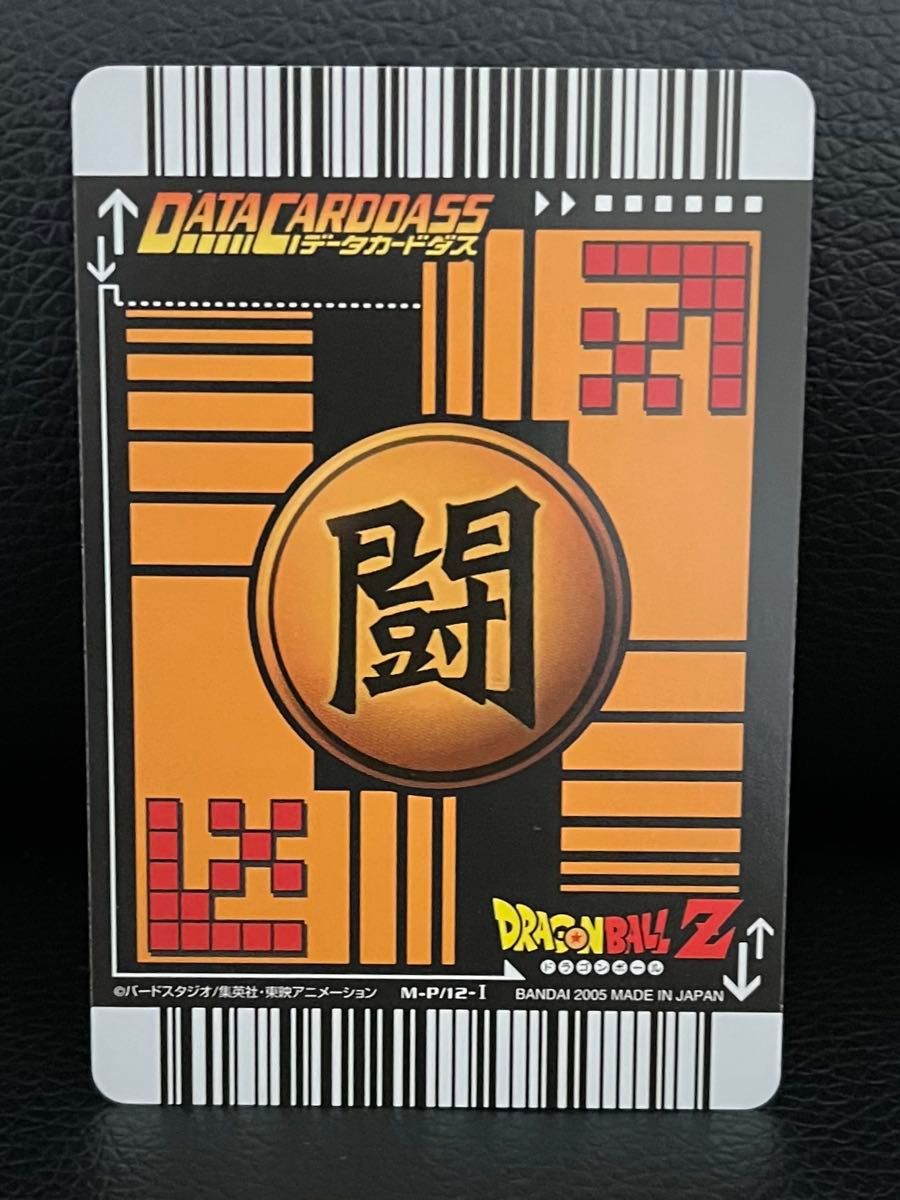 DATA CARDDASS
データカードダス
闘
DRAGON BALL Z
ドラゴンボール
©バードスタジオ/集英社・東映アニメーション M-P/12-I BANDAI 2005 MADE IN JAPAN